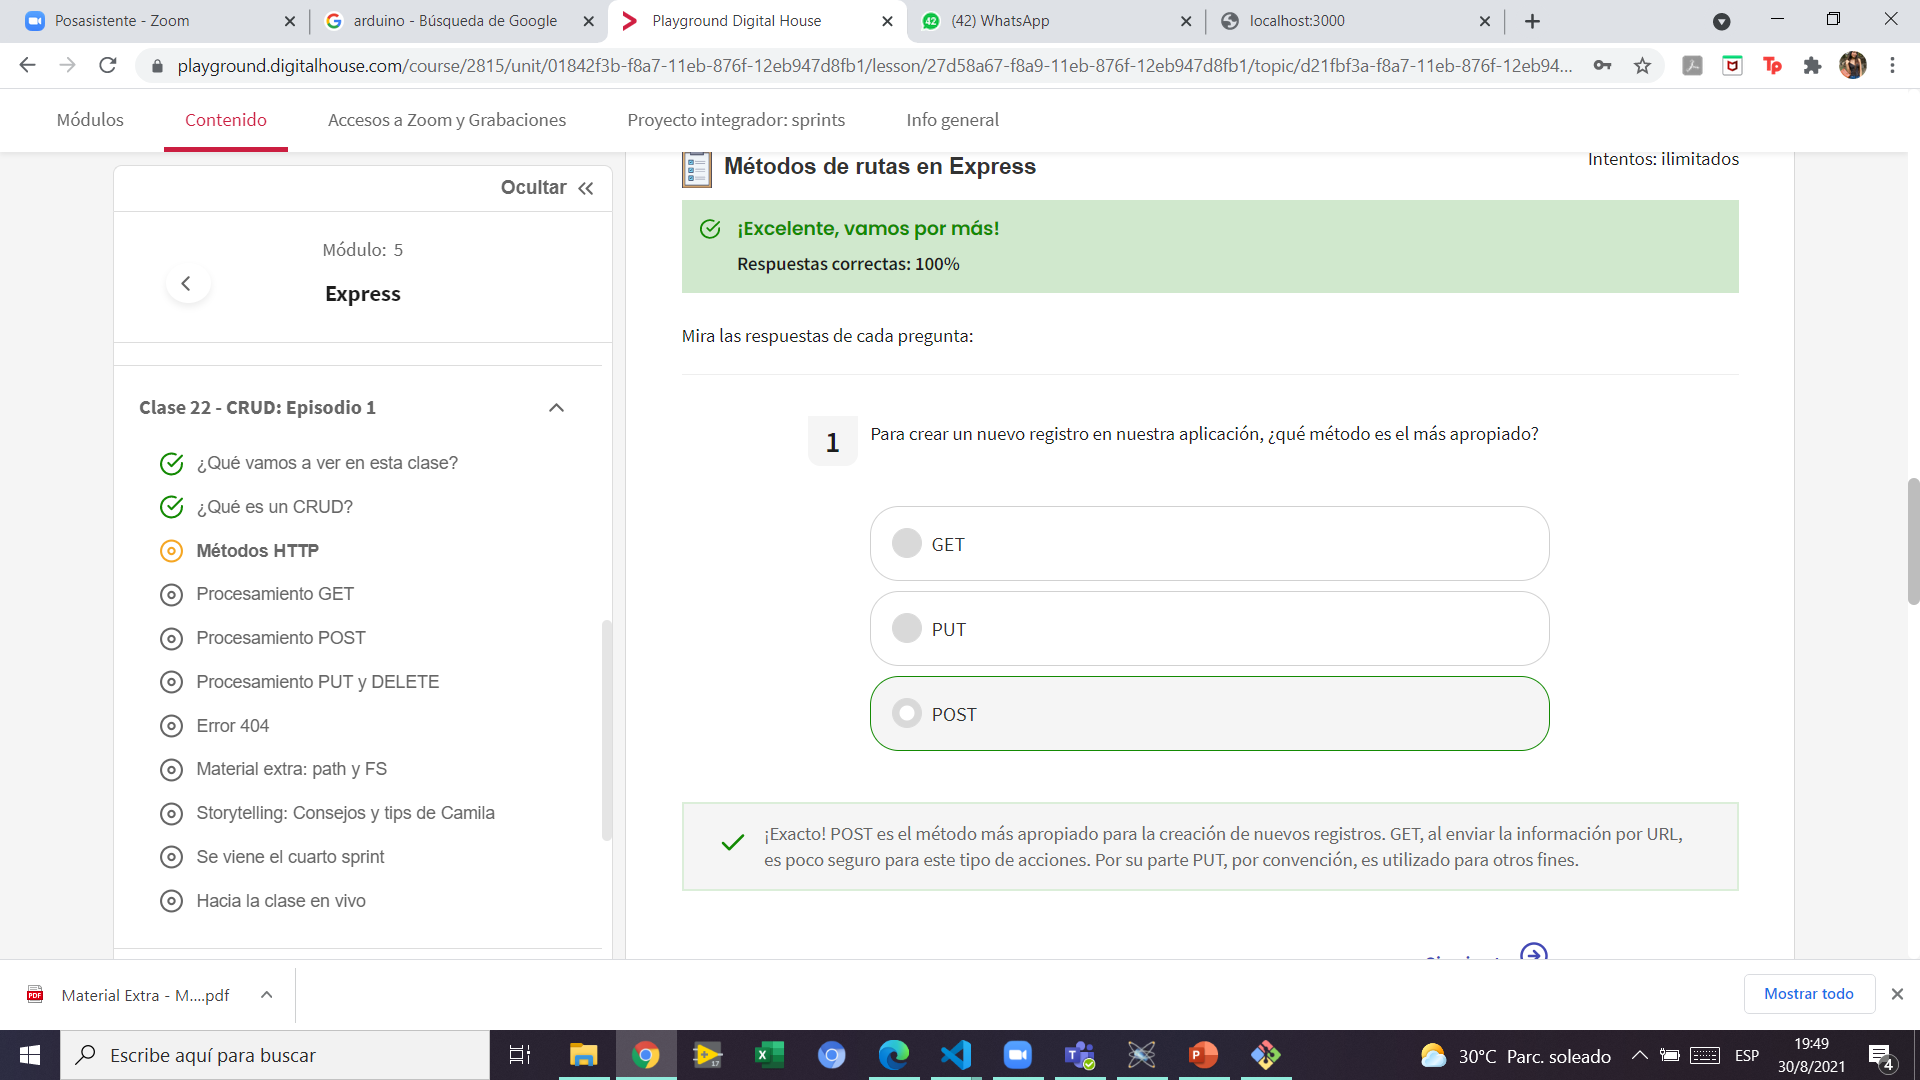 Posasistente - Zoom
arduino - Búsqueda de Google
Playground Digital House
(42) WhatsApp
localhost:3000
playground.digitalhouse.com/course/2815/unit/01842f3b-f8a7-11eb-876f-12eb947d8fb1/lesson/27d58a67-f8a9-11eb-876f-12eb947d8fb1/topic/d21fbf3a-f8a7-11eb-876f-12eb94...
Módulos
Contenido
Accesos a Zoom y Grabaciones
Proyecto integrador: sprints
Info general
Ocultar
Módulo: 5
Express
Clase 22 - CRUD: Episodio 1
¿Qué vamos a ver en esta clase?
¿Qué es un CRUD?
Métodos HTTP
Procesamiento GET
Procesamiento POST
Procesamiento PUT y DELETE
Error 404
Material extra: path y FS
Storytelling: Consejos y tips de Camila
Se viene el cuarto sprint
Hacia la clase en vivo
Métodos de rutas en Express
Intentos: ilimitados
¡Excelente, vamos por más!
Respuestas correctas: 100%
Mira las respuestas de cada pregunta:
1
Para crear un nuevo registro en nuestra aplicación, ¿qué método es el más apropiado?
GET
PUT
POST
¡Exacto! POST es el método más apropiado para la creación de nuevos registros. GET, al enviar la información por URL,
es poco seguro para este tipo de acciones. Por su parte PUT, por convención, es utilizado para otros fines.
Material Extra - M....pdf
Mostrar todo
Escribe aquí para buscar
30°C Parc. soleado
ESP
19:49
30/8/2021
4